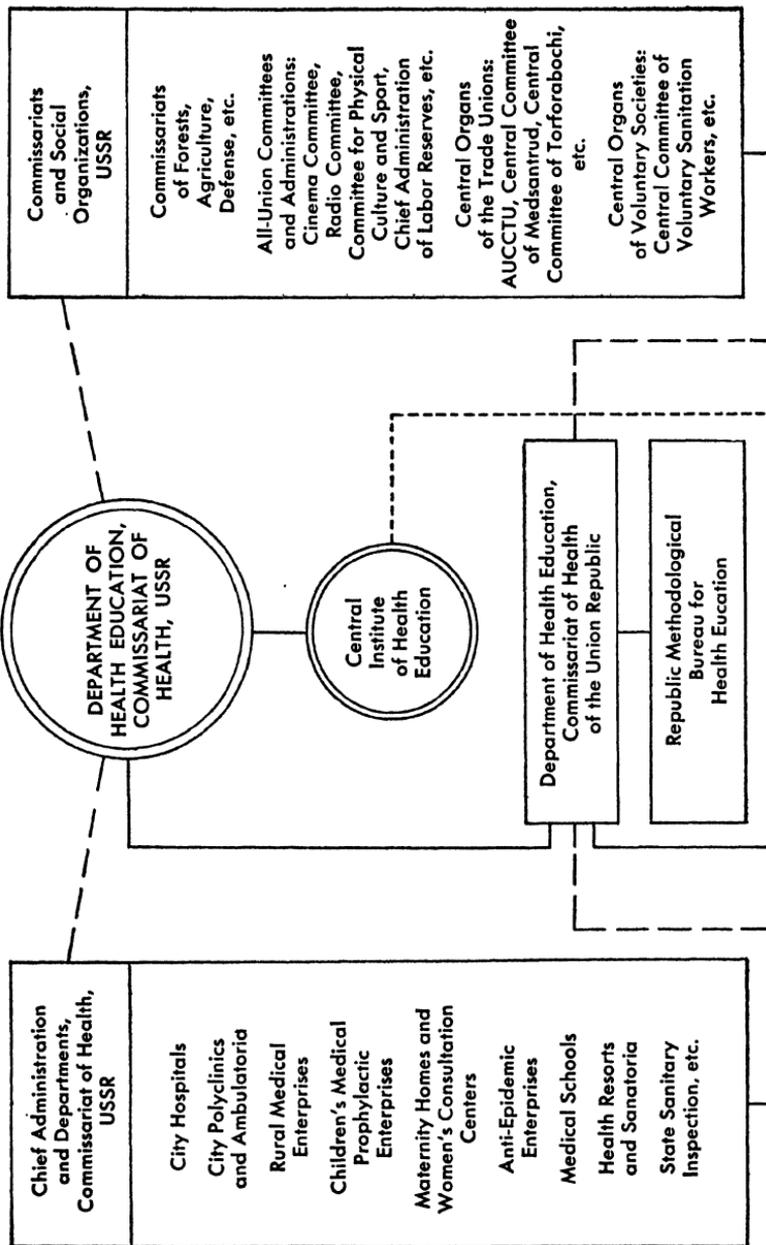 Chief Administration
and Departments,
Commissariat of Health,
USSR
City Hospitals
City Polyclinics
and Ambulatoria
Rural Medical
Enterprises
Children's Medical
Prophylactic
Enterprises
Maternity Homes and
Women's Consultation
Centers
Anti-Epidemic
Enterprises
Medical Schools
Health Resorts
and Sanatoria
State Sanitary
Inspection, etc.
DEPARTMENT OF
HEALTH EDUCATION,
COMMISSARIAT OF
HEALTH, USSR
Central
Institute
of Health
Education
Department of Health Education,
Commissariat of Health
of the Union Republic
Republic Methodological
Bureau for
Health Eucation
Commissariats
and Social
Organizations,
USSR
Commissariats
of Forests,
Agriculture,
Defense, etc.
All-Union Committees
and Administrations:
Cinema Committee,
Radio Committee,
Committee for Physical
Culture and Sport,
Chief Administration
of Labor Reserves, etc.
Central Organs
of the Trade Unions:
AUCCTU, Central Committee
of Medsantrud, Central
Committee of Torforabochi,
etc.
Central Organs
of Voluntary Societies:
Central Committee of
Voluntary Sanitation
Workers, etc.